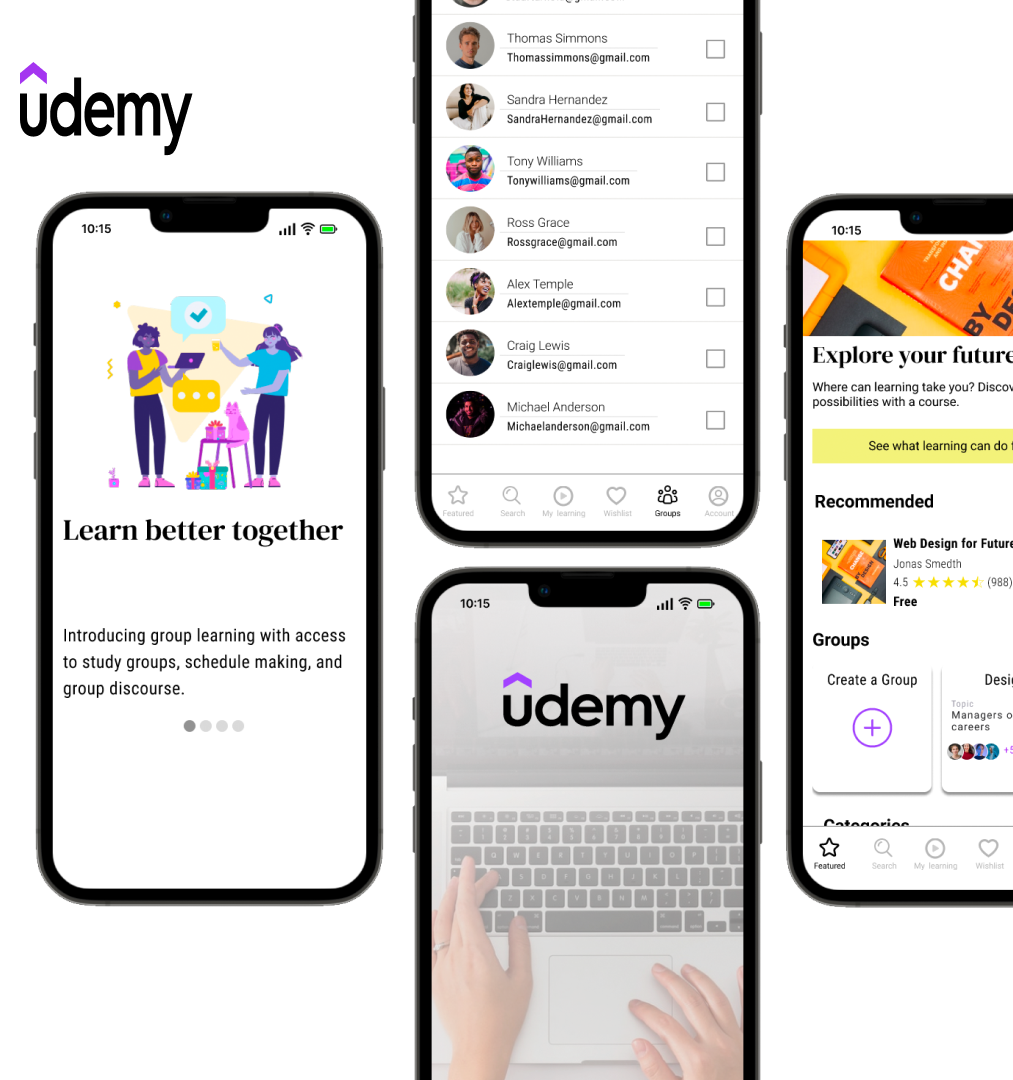 udemy
10:15
Learn better together
Introducing group learning with access
to study groups, schedule making, and
group discourse.
Thomas Simmons
Thomassimmons@gmail.com
Sandra Hernandez
SandraHernandez@gmail.com
Tony Williams
Tonywilliams@gmail.com
Ross Grace
Rossgrace@gmail.com
Alex Temple
Alextemple@gmail.com
Craig Lewis
Craiglewis@gmail.com
Michael Anderson
Michaelanderson@gmail.com
Featured Search My learning Wishlist Groups Account
10:15
udemy
10:15
BY
Explore your future
Where can learning take you? Discov
possibilities with a course.
See what learning can do
Recommended
Web Design for Future
Jonas Smedth
4.5 (988)
Free
Groups
Create a Group
Desig
Topic
Managers o
careers
+5
Categories
Featured Search My learning Wishlist